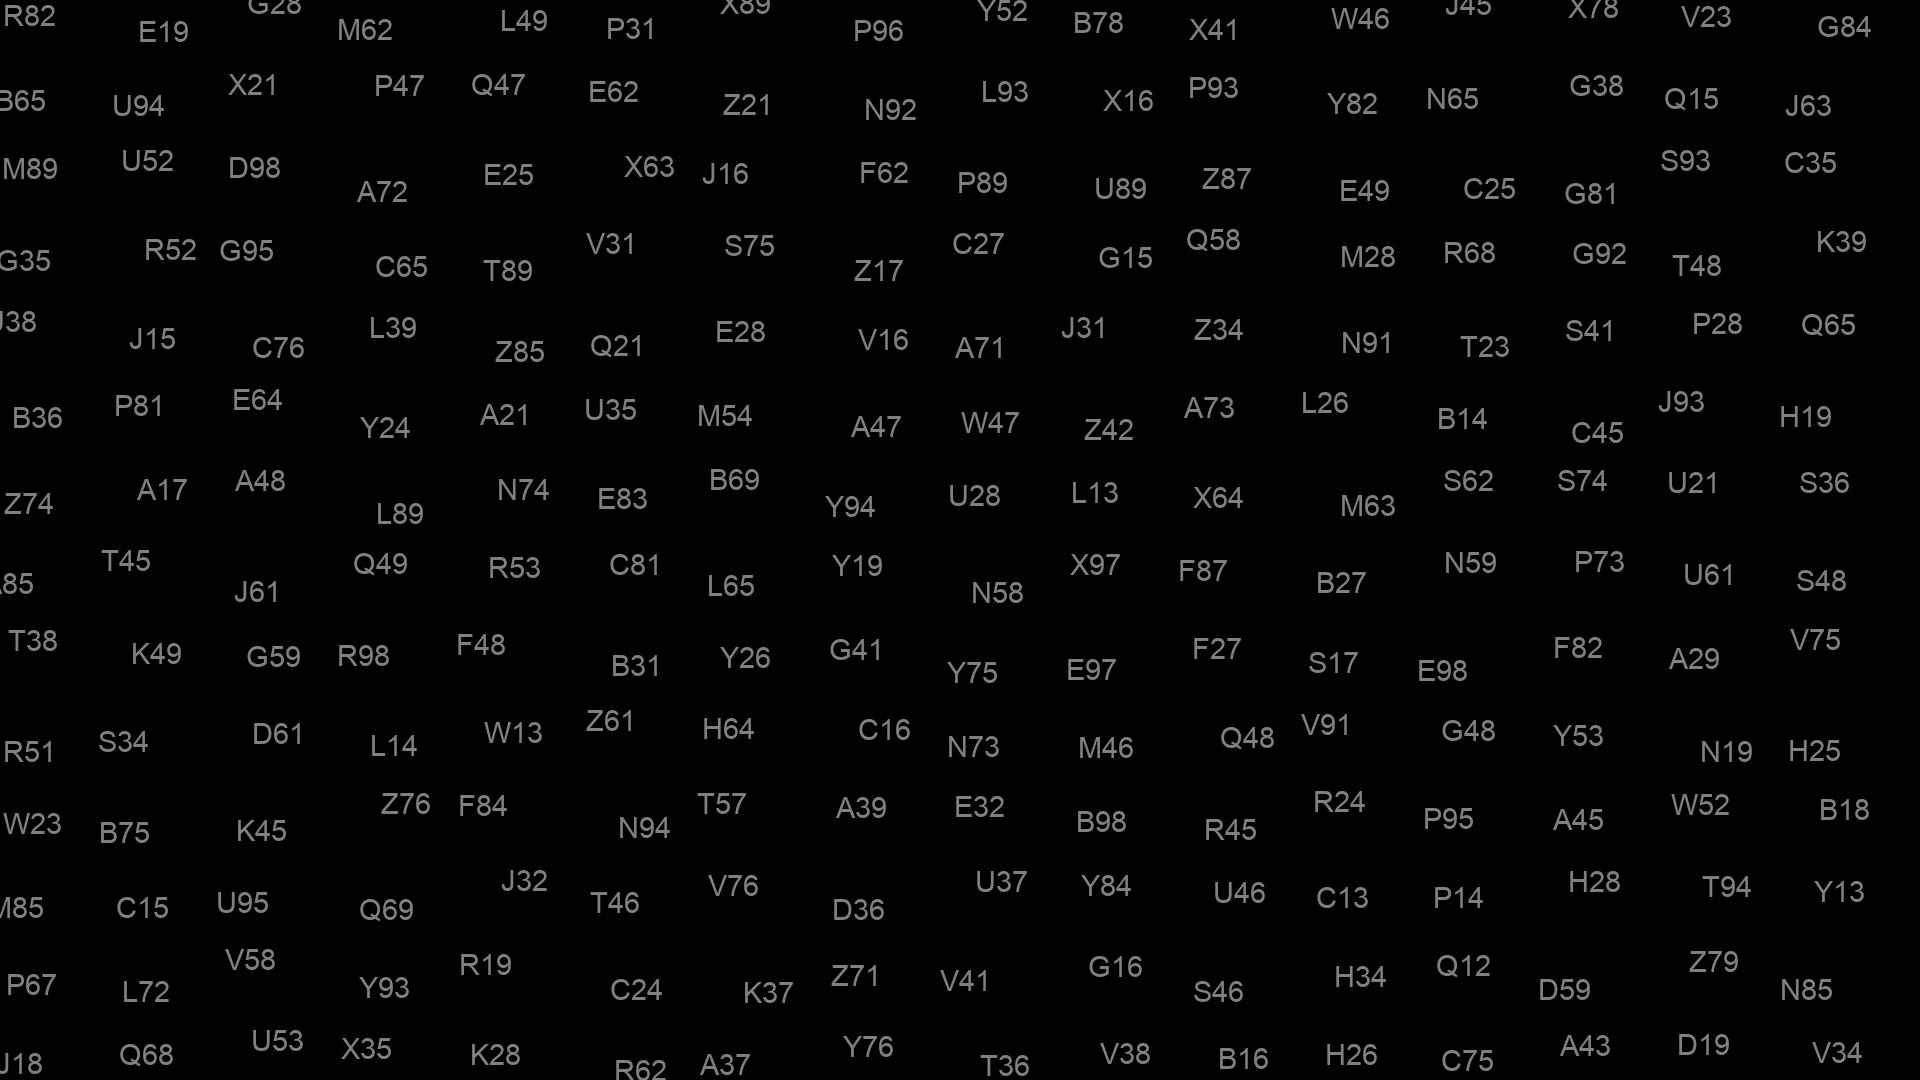 R82 E19 G28 M62 L49 P31 X89 P96 Y52 B78 X41 W46 J45 X78 V23 G84
B65 U94 X21 P47 Q47 E62 Z21 N92 L93 X16 P93 Y82 N65 G38 Q15 J63
M89 U52 D98 A72 E25 X63 J16 F62 P89 U89 Z87 E49 C25 G81 S93 C35
G35 R52 G95 C65 T89 V31 S75 Z17 C27 G15 Q58 M28 R68 G92 T48 K39
J15 C76 L39 Z85 Q21 E28 V16 A71 J31 Z34 N91 T23 S41 P28 Q65
B36 P81 E64 Y24 A21 U35 M54 A47 W47 Z42 A73 L26 B14 C45 J93 H19
Z74 A17 A48 L89 N74 E83 B69 Y94 U28 L13 X64 M63 S62 S74 U21 S36
T45 J61 Q49 R53 C81 L65 Y19 N58 X97 F87 B27 N59 P73 U61 S48
T38 K49 G59 R98 F48 B31 Y26 G41 Y75 E97 F27 S17 E98 F82 A29 V75
R51 S34 D61 L14 W13 Z61 H64 C16 N73 M46 Q48 V91 G48 Y53 N19 H25
W23 B75 K45 Z76 F84 N94 T57 A39 E32 B98 R45 R24 P95 A45 W52 B18
M85 C15 U95 Q69 J32 T46 V76 D36 U37 Y84 U46 C13 P14 H28 T94 Y13
P67 L72 V58 Y93 R19 C24 K37 Z71 V41 G16 S46 H34 Q12 D59 Z79 N85
J18 Q68 U53 X35 K28 R62 A37 Y76 T36 V38 B16 H26 C75 A43 D19 V34